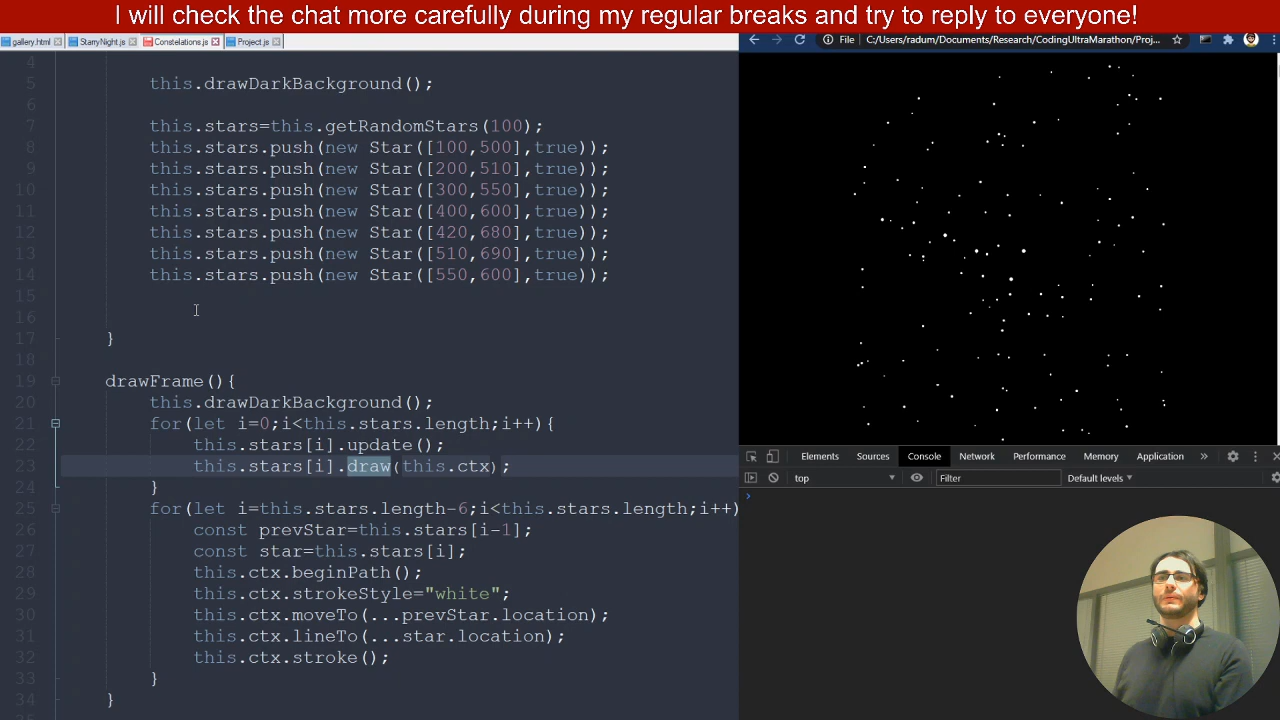 I will check the chat more carefully during my regular breaks and try to reply to everyone!
gallery.html StarryNight.js Constelations.js Project.js
File C:/Users/radum/Documents/Research/CodingUltraMarathon/Proj...
4
5 this.drawDarkBackground();
6
7 this.stars=this.getRandomStars(100);
8 this.stars.push(new Star([100,500],true));
9 this.stars.push(new Star([200,510],true));
10 this.stars.push(new Star([300,550],true));
11 this.stars.push(new Star([400,600],true));
12 this.stars.push(new Star([420,680],true));
13 this.stars.push(new Star([510,690],true));
14 this.stars.push(new Star([550,600],true));
15
16
17 }
18
19 drawFrame(){
20 this.drawDarkBackground();
21 for(let i=0;i<this.stars.length;i++){
22 this.stars[i].update();
23 this.stars[i].draw(this.ctx);
24 }
25 for(let i=this.stars.length-6;i<this.stars.length;i++)
26 const prevStar=this.stars[i-1];
27 const star=this.stars[i];
28 this.ctx.beginPath();
29 this.ctx.strokeStyle="white";
30 this.ctx.moveTo(...prevStar.location);
31 this.ctx.lineTo(...star.location);
32 this.ctx.stroke();
33 }
34 }
Elements Console Sources Network Performance Memory Application
top Filter Default levels